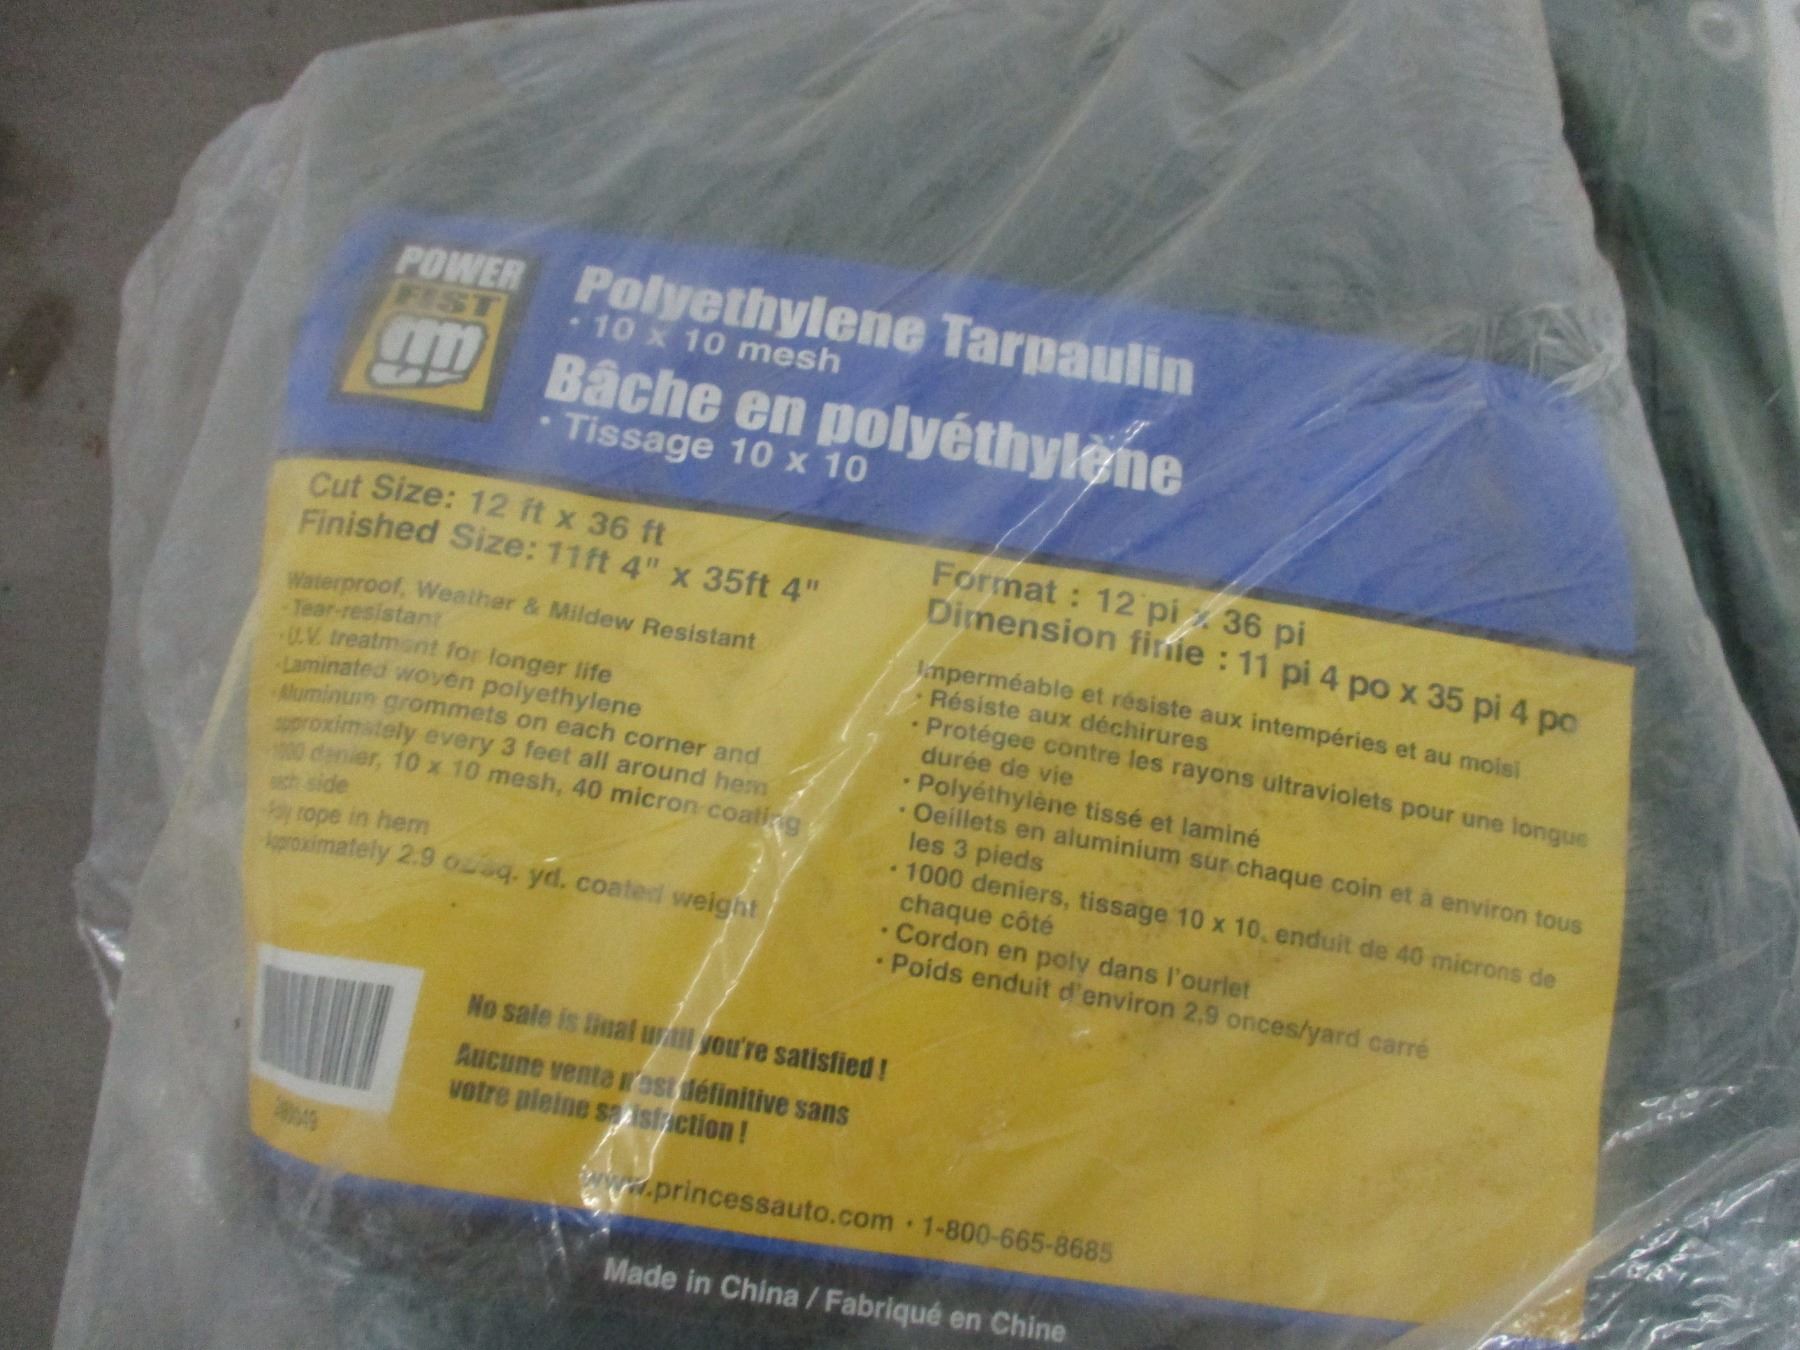 POWER
FIST
Polyethylene Tarpaulin
· 10 x 10 mesh
Bâche en polyéthylène
· Tissage 10 x 10
Cut Size: 12 ft x 36 ft
Finished Size: 11ft 4" x 35ft 4"
Waterproof, Weather & Mildew Resistant
· Tear-resistant
· U.V. treatment for longer life
· Laminated woven polyethylene
· Aluminum grommets on each corner and
approximately every 3 feet all around hem
· 1000 denier, 10 x 10 mesh, 40 micron coating
each side
· Poly rope in hem
· Approximately 2.9 oz/sq. yd. coated weight
Format : 12 pi x 36 pi
Dimension finie : 11 pi 4 po x 35 pi 4 po
Imperméable et résiste aux intempéries et au moisi
· Résiste aux déchirures
· Protégee contre les rayons ultraviolets pour une longue
durée de vie
· Polyéthylène tissé et laminé
· Oeillets en aluminium sur chaque coin et à environ tous
les 3 pieds
· 1000 deniers, tissage 10 x 10, enduit de 40 microns de
chaque côté
· Cordon en poly dans l'ourlet
· Poids enduit d'environ 2,9 onces/yard carré
No sale is final until you're satisfied !
Aucune vente n'est définitive sans
votre pleine satisfaction !
www.princessauto.com · 1-800-665-8685
Made in China / Fabriqué en Chine